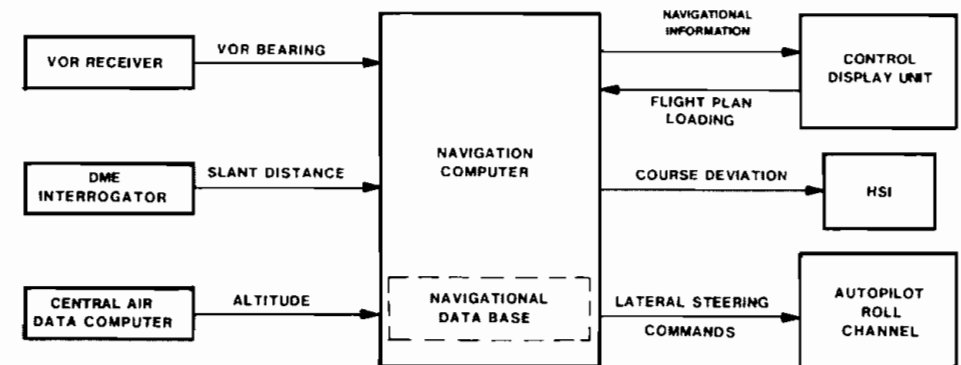 VOR RECEIVER
VOR BEARING
DME
INTERROGATOR
SLANT DISTANCE
CENTRAL AIR
DATA COMPUTER
ALTITUDE
NAVIGATION
COMPUTER
NAVIGATIONAL
DATA BASE
NAVIGATIONAL
INFORMATION
FLIGHT PLAN
LOADING
CONTROL
DISPLAY UNIT
COURSE DEVIATION
HSI
LATERAL STEERING
COMMANDS
AUTOPILOT
ROLL
CHANNEL